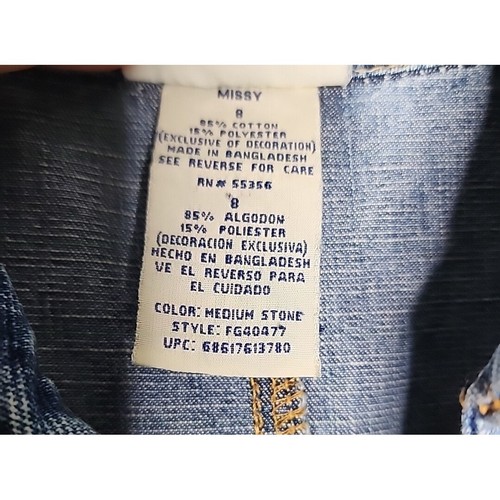 MISSY
8
85% COTTON
15% POLYESTER
(EXCLUSIVE OF DECORATION)
MADE IN BANGLADESH
SEE REVERSE FOR CARE
RN# 55356
8
85% ALGODON
15% POLIESTER
(DECORACION EXCLUSIVA)
HECHO EN BANGLADESH
VE EL REVERSO PARA
EL CUIDADO
COLOR: MEDIUM STONE
STYLE: FG40477
UPC: 68617613780